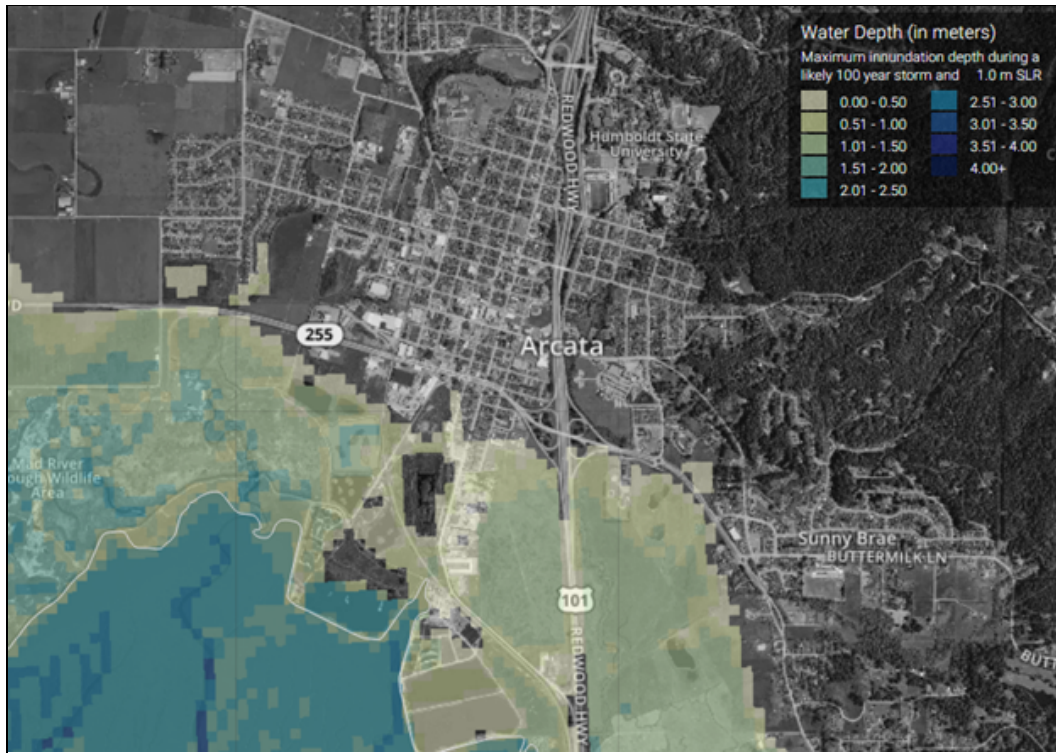 Water Depth (in meters)
Maximum innundation depth during a
likely 100 year storm and 1.0 m SLR
0.00 - 0.50
0.51 - 1.00
1.01 - 1.50
1.51 - 2.00
2.01 - 2.50
2.51 - 3.00
3.01 - 3.50
3.51 - 4.00
4.00+
REDWOOD HWY
Humboldt State
University
255
Arcata
Mad River
ough Wildlife
Area
Sunny Brae
BUTTERMILK LN
101
REDWOOD HWY
BUTT